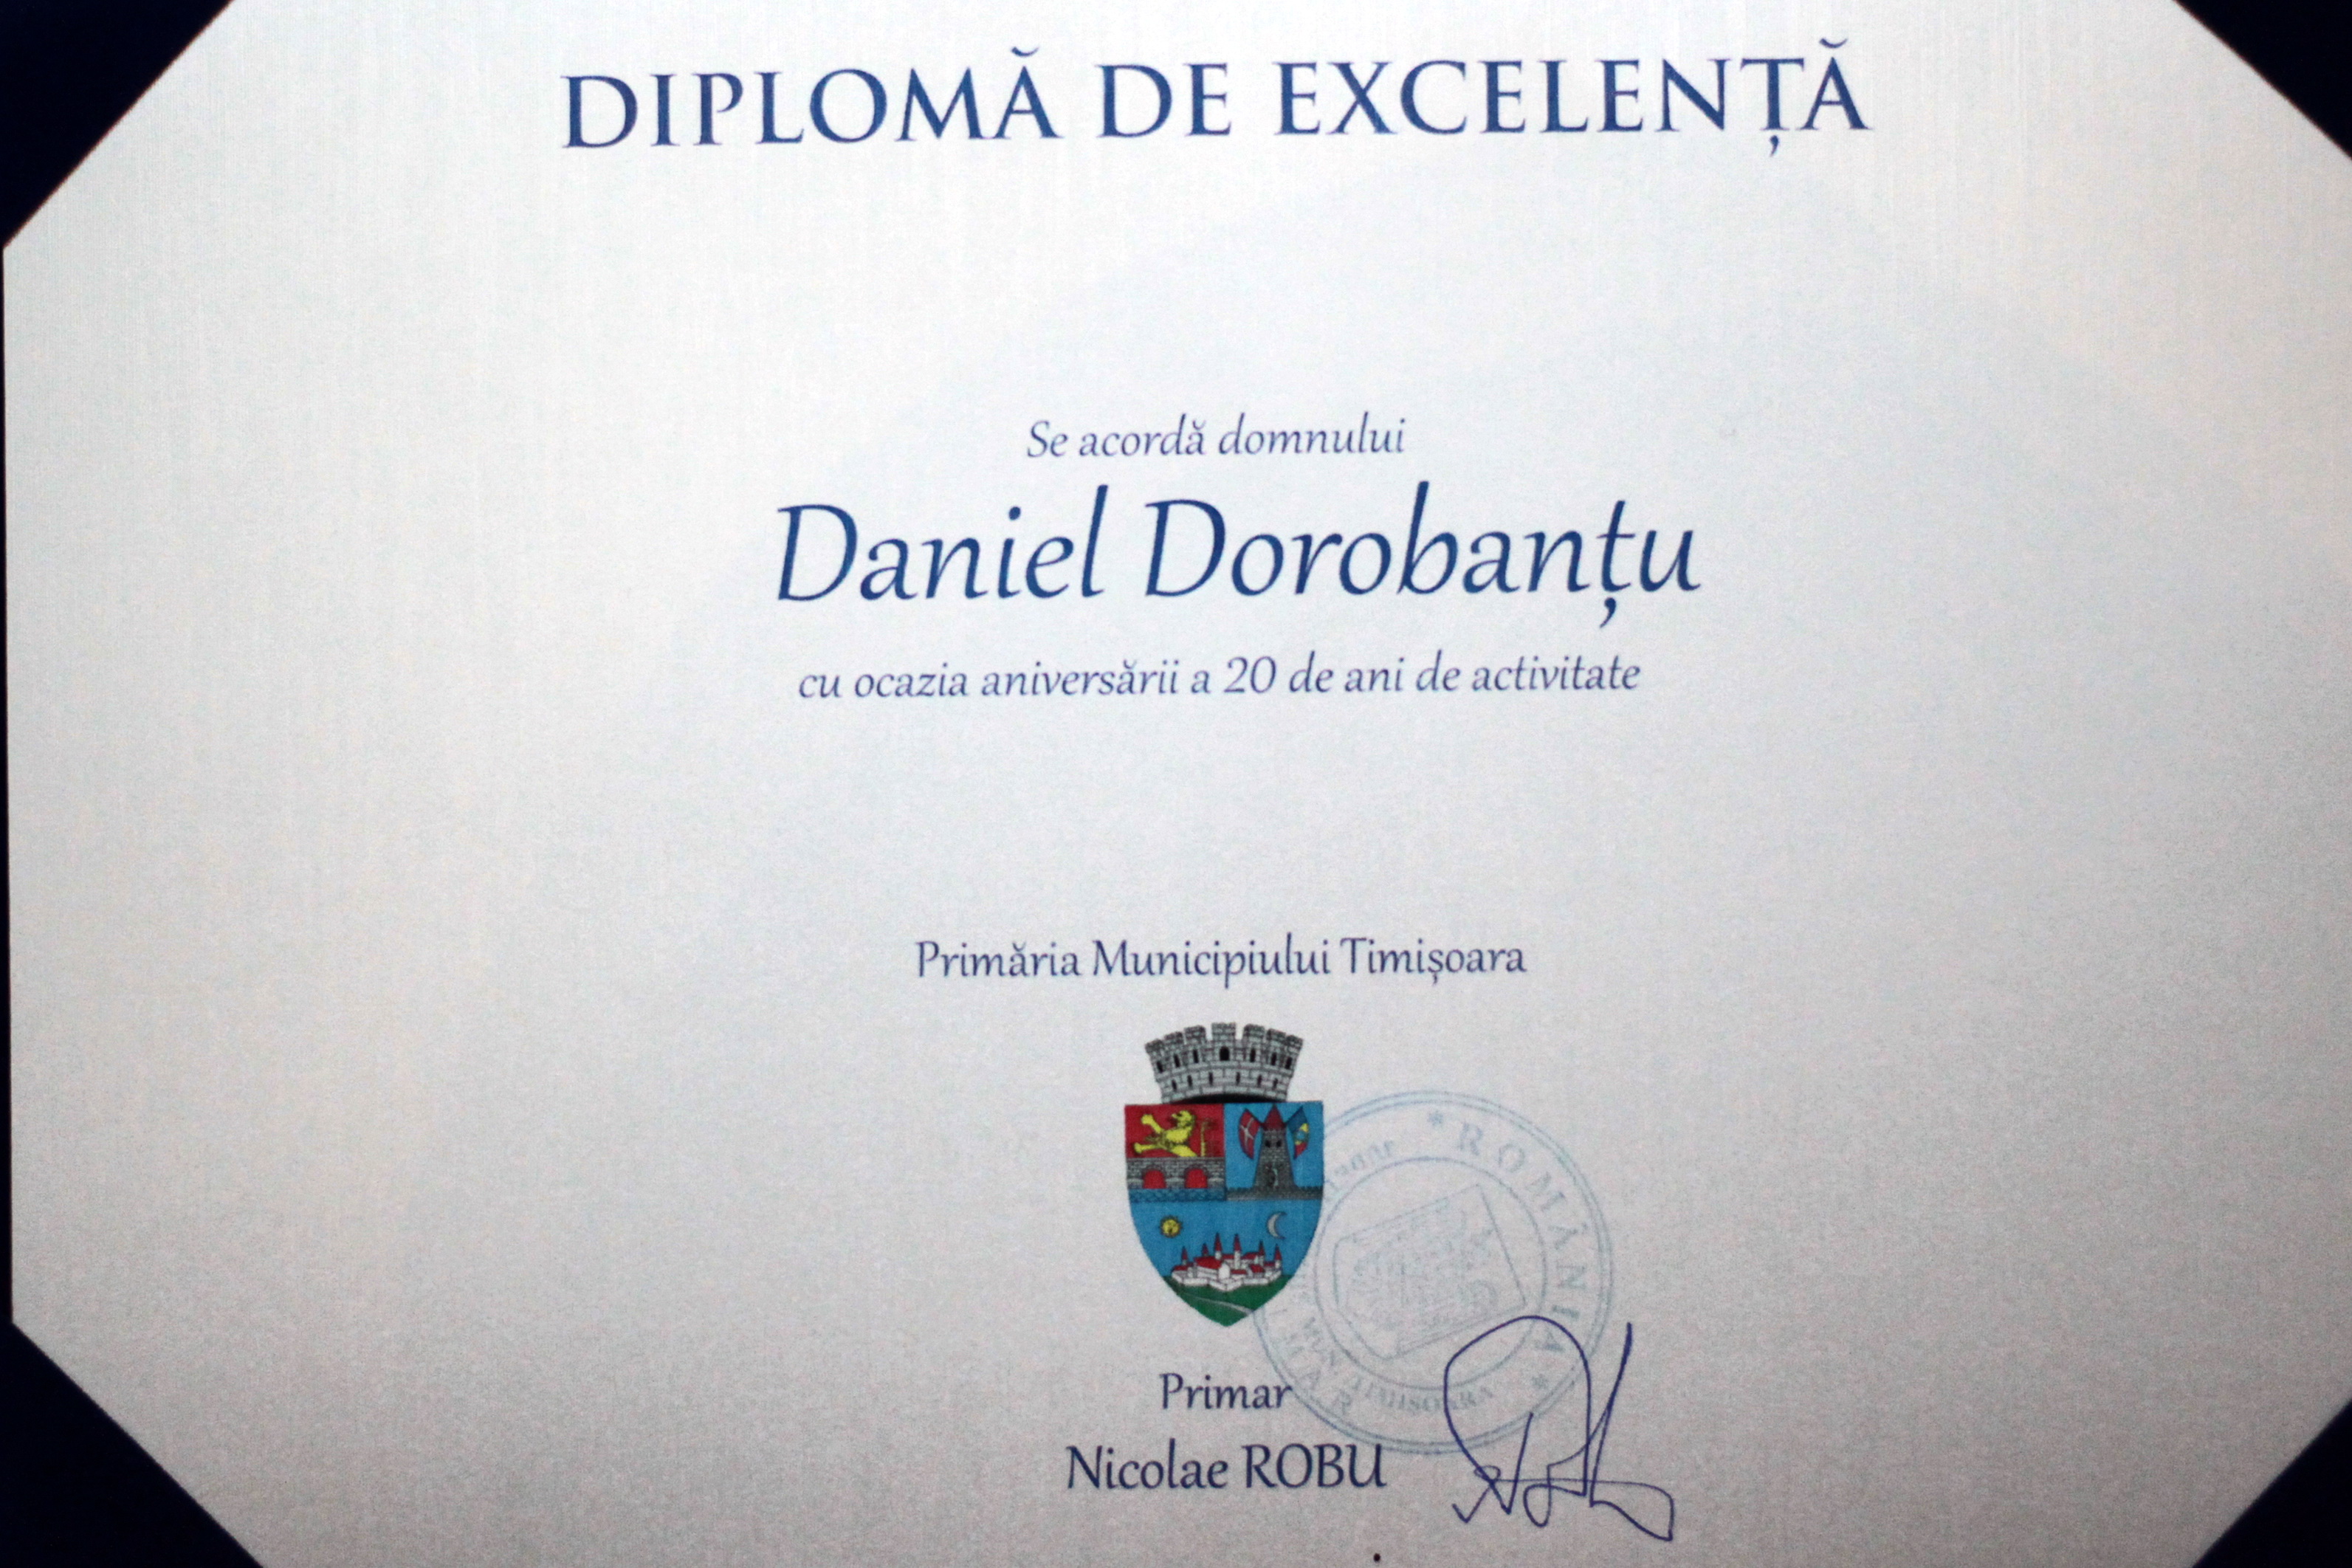 DIPLOMĂ DE EXCELENȚĂ
Se acordă domnului
Daniel Dorobanțu
cu ocazia aniversării a 20 de ani de activitate
Primăria Municipiului Timișoara
* ROMÂNIA *
TIMIȘOARA
Primar
Nicolae ROBU